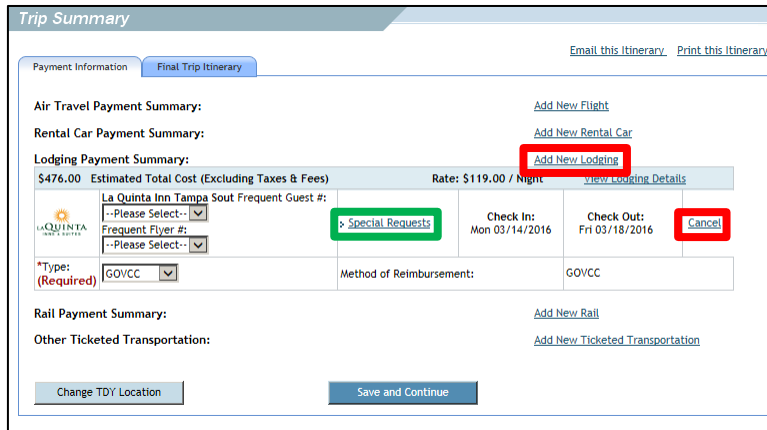 Trip Summary
Email this Itinerary Print this Itinerary
Payment Information Final Trip Itinerary
Air Travel Payment Summary: Add New Flight
Rental Car Payment Summary: Add New Rental Car
Lodging Payment Summary: Add New Lodging
$476.00 Estimated Total Cost (Excluding Taxes & Fees) Rate: $119.00 / Night View Lodging Details
La Quinta Inn Tampa Sout Frequent Guest #:
--Please Select--
LAQUINTA
INNS & SUITES
Frequent Flyer #:
--Please Select--
Special Requests
Check In:
Mon 03/14/2016
Check Out:
Fri 03/18/2016
Cancel
*Type:
(Required)
GOVCC
Method of Reimbursement: GOVCC
Rail Payment Summary: Add New Rail
Other Ticketed Transportation: Add New Ticketed Transportation
Change TDY Location Save and Continue